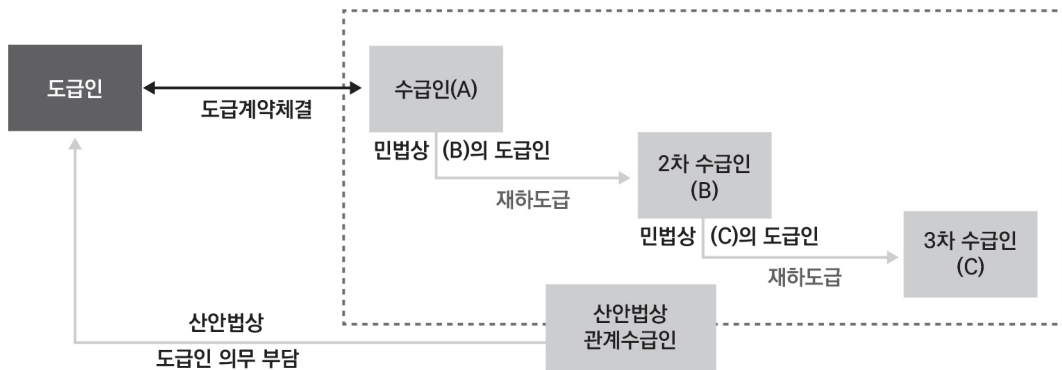 도급인
도급계약체결
수급인(A)
민법상 (B)의 도급인
재하도급
2차 수급인
(B)
민법상 (C)의 도급인
재하도급
3차 수급인
(C)
산안법상
관계수급인
산안법상
도급인 의무 부담